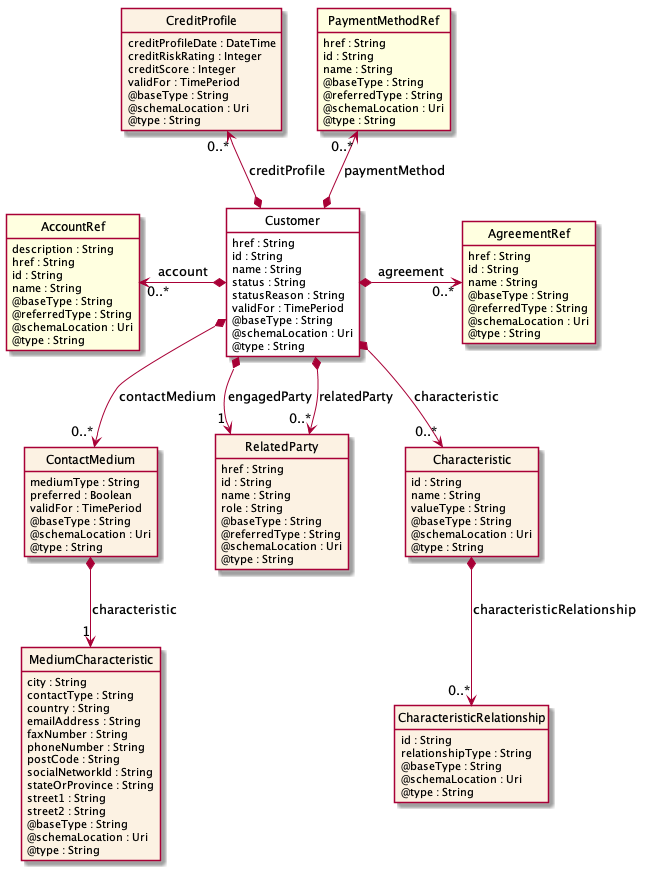 CreditProfile
creditProfileDate : DateTime
creditRiskRating : Integer
creditScore : Integer
validFor : TimePeriod
@baseType : String
@schemaLocation : Uri
@type : String
PaymentMethodRef
href : String
id : String
name : String
@baseType : String
@referredType : String
@schemaLocation : Uri
@type : String
0..*
0..*
creditProfile
paymentMethod
AccountRef
description : String
href : String
id : String
name : String
@baseType : String
@referredType : String
@schemaLocation : Uri
@type : String
account
0..*
Customer
href : String
id : String
name : String
status : String
statusReason : String
validFor : TimePeriod
@baseType : String
@schemaLocation : Uri
@type : String
agreement
0..*
AgreementRef
href : String
id : String
name : String
@baseType : String
@referredType : String
@schemaLocation : Uri
@type : String
contactMedium
engagedParty
relatedParty
characteristic
0..*
1
0..*
0..*
ContactMedium
mediumType : String
preferred : Boolean
validFor : TimePeriod
@baseType : String
@schemaLocation : Uri
@type : String
RelatedParty
href : String
id : String
name : String
role : String
@baseType : String
@referredType : String
@schemaLocation : Uri
@type : String
Characteristic
id : String
name : String
valueType : String
@baseType : String
@schemaLocation : Uri
@type : String
characteristic
1
characteristicRelationship
0..*
MediumCharacteristic
city : String
contactType : String
country : String
emailAddress : String
faxNumber : String
phoneNumber : String
postCode : String
socialNetworkId : String
stateOrProvince : String
street1 : String
street2 : String
@baseType : String
@schemaLocation : Uri
@type : String
CharacteristicRelationship
id : String
relationshipType : String
@baseType : String
@schemaLocation : Uri
@type : String